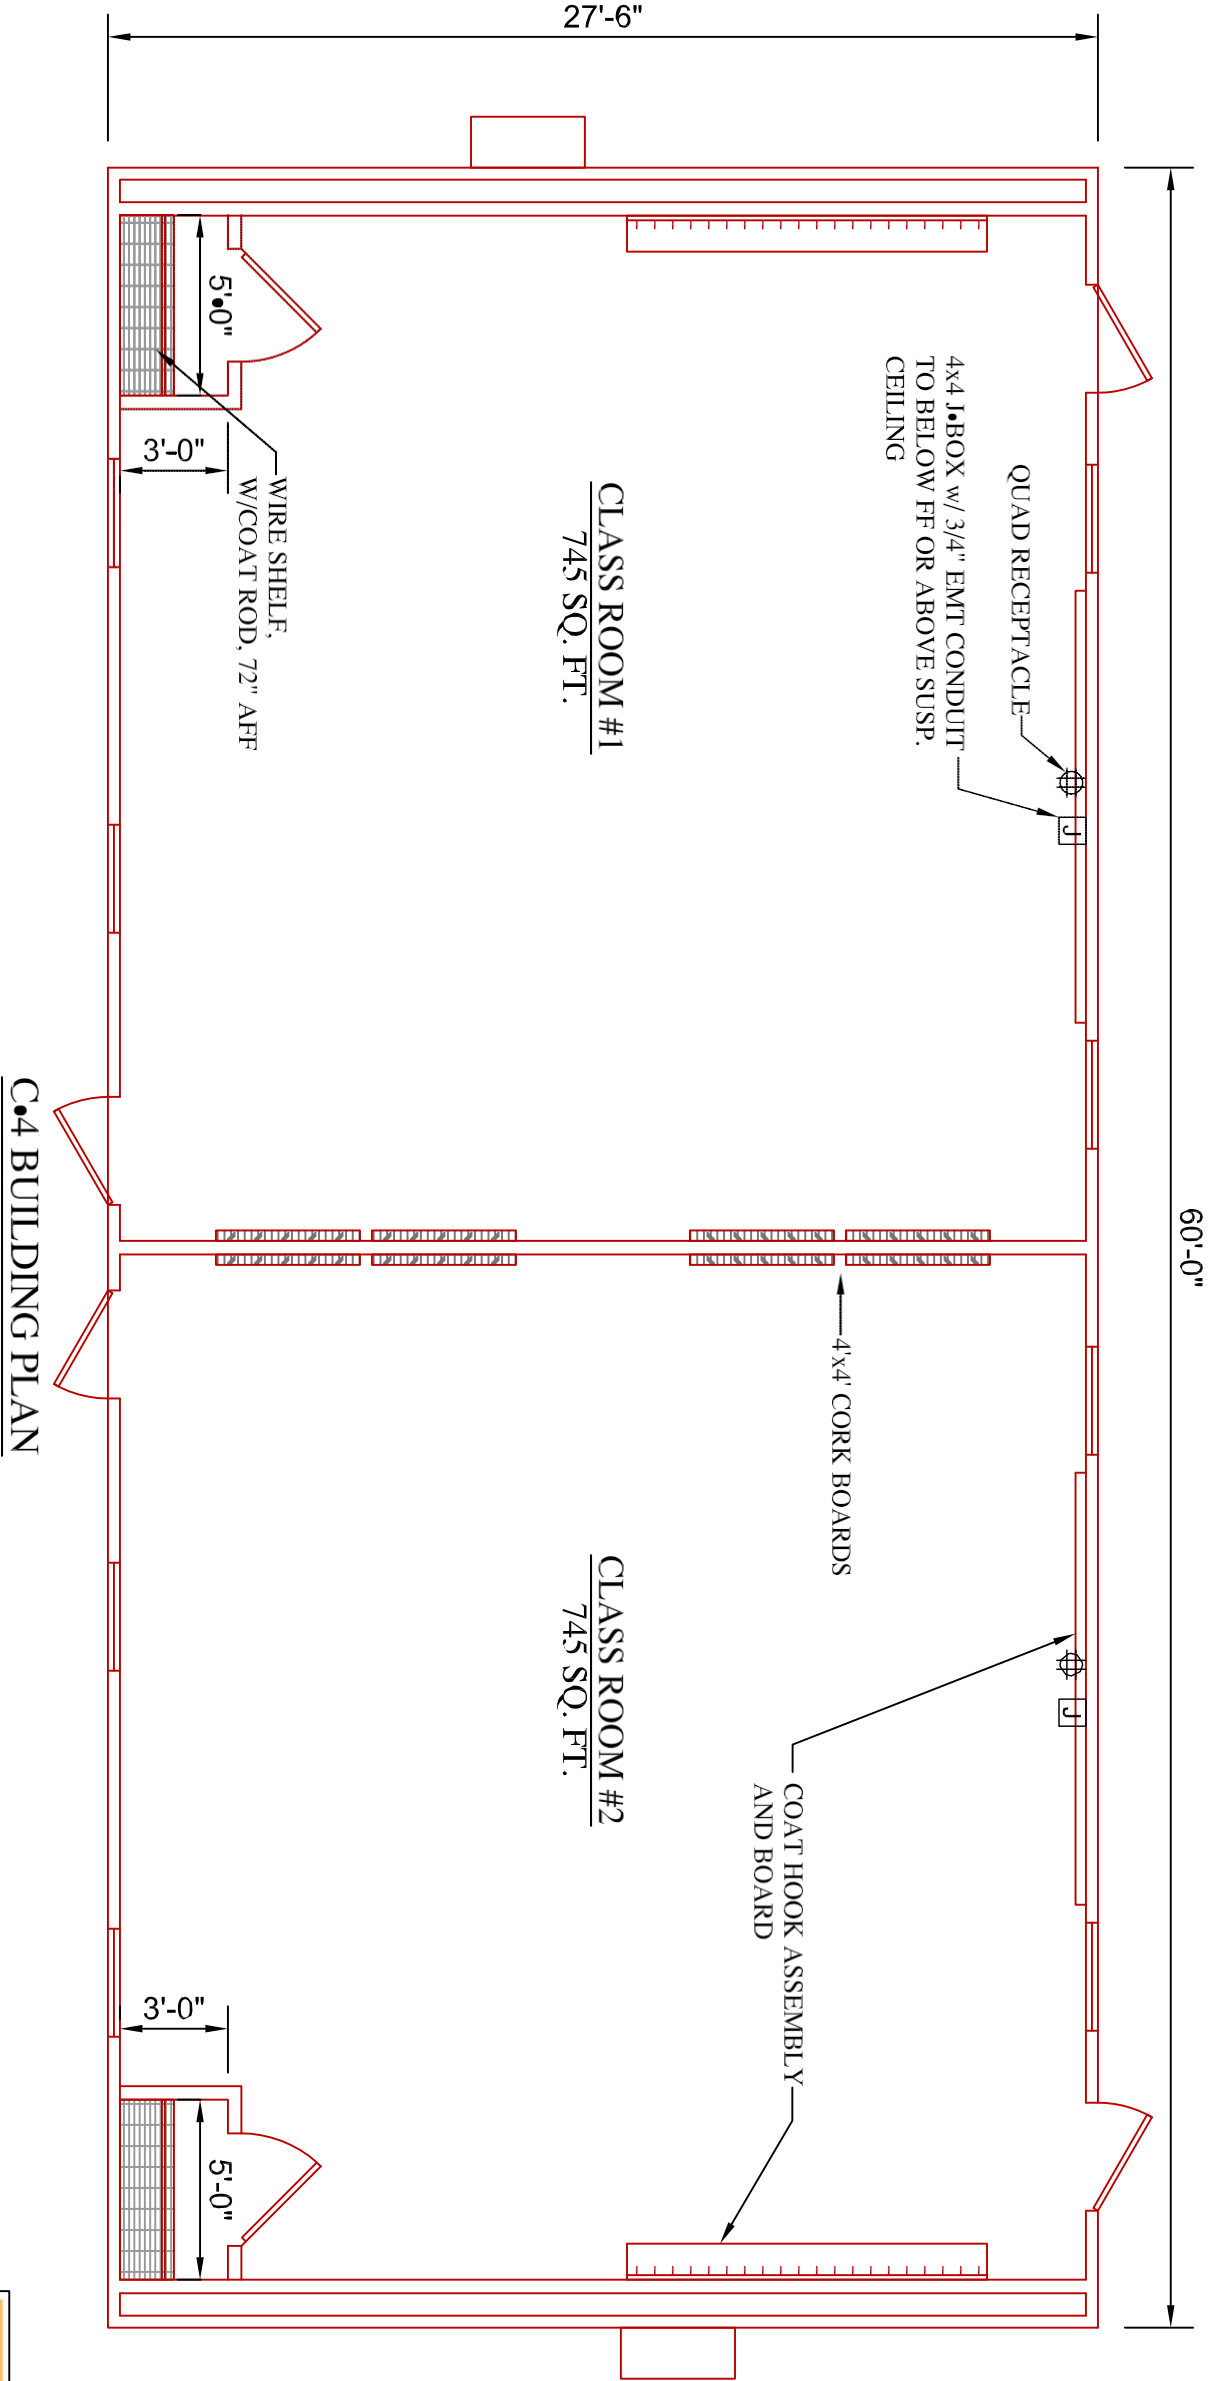 60'-0"
27'-6"
QUAD RECEPTACLE
4x4 J•BOX w/ 3/4" EMT CONDUIT
TO BELOW FF OR ABOVE SUSP.
CEILING
J
J
4'x4' CORK BOARDS
COAT HOOK ASSEMBLY
AND BOARD
CLASS ROOM #1
745 SQ. FT.
CLASS ROOM #2
745 SQ. FT.
WIRE SHELF,
W/COAT ROD, 72" AFF
5'•0"
3'-0"
3'-0"
5'-0"
C•4 BUILDING PLAN